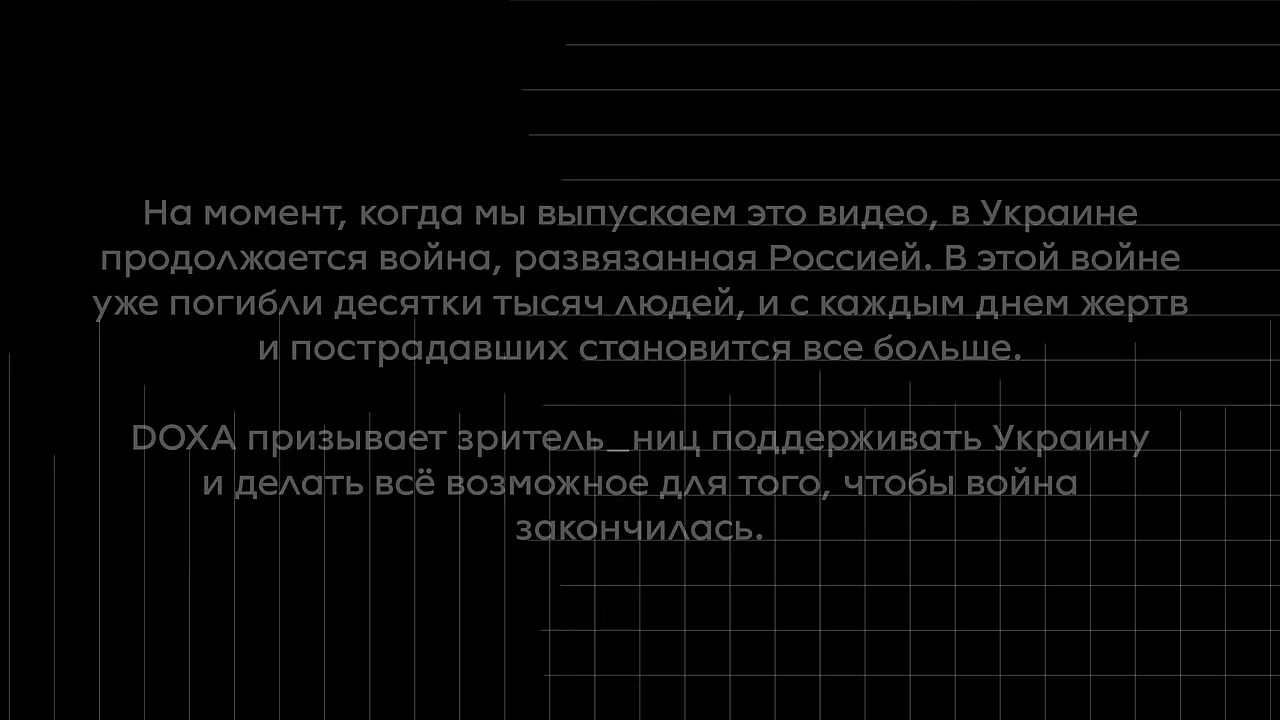 На момент, когда мы выпускаем это видео, в Украине
продолжается война, развязанная Россией. В этой войне
уже погибли десятки тысяч людей, и с каждым днем жертв
и пострадавших становится все больше.
DOXA призывает зритель_ниц поддерживать Украину
и делать всё возможное для того, чтобы война
закончилась.